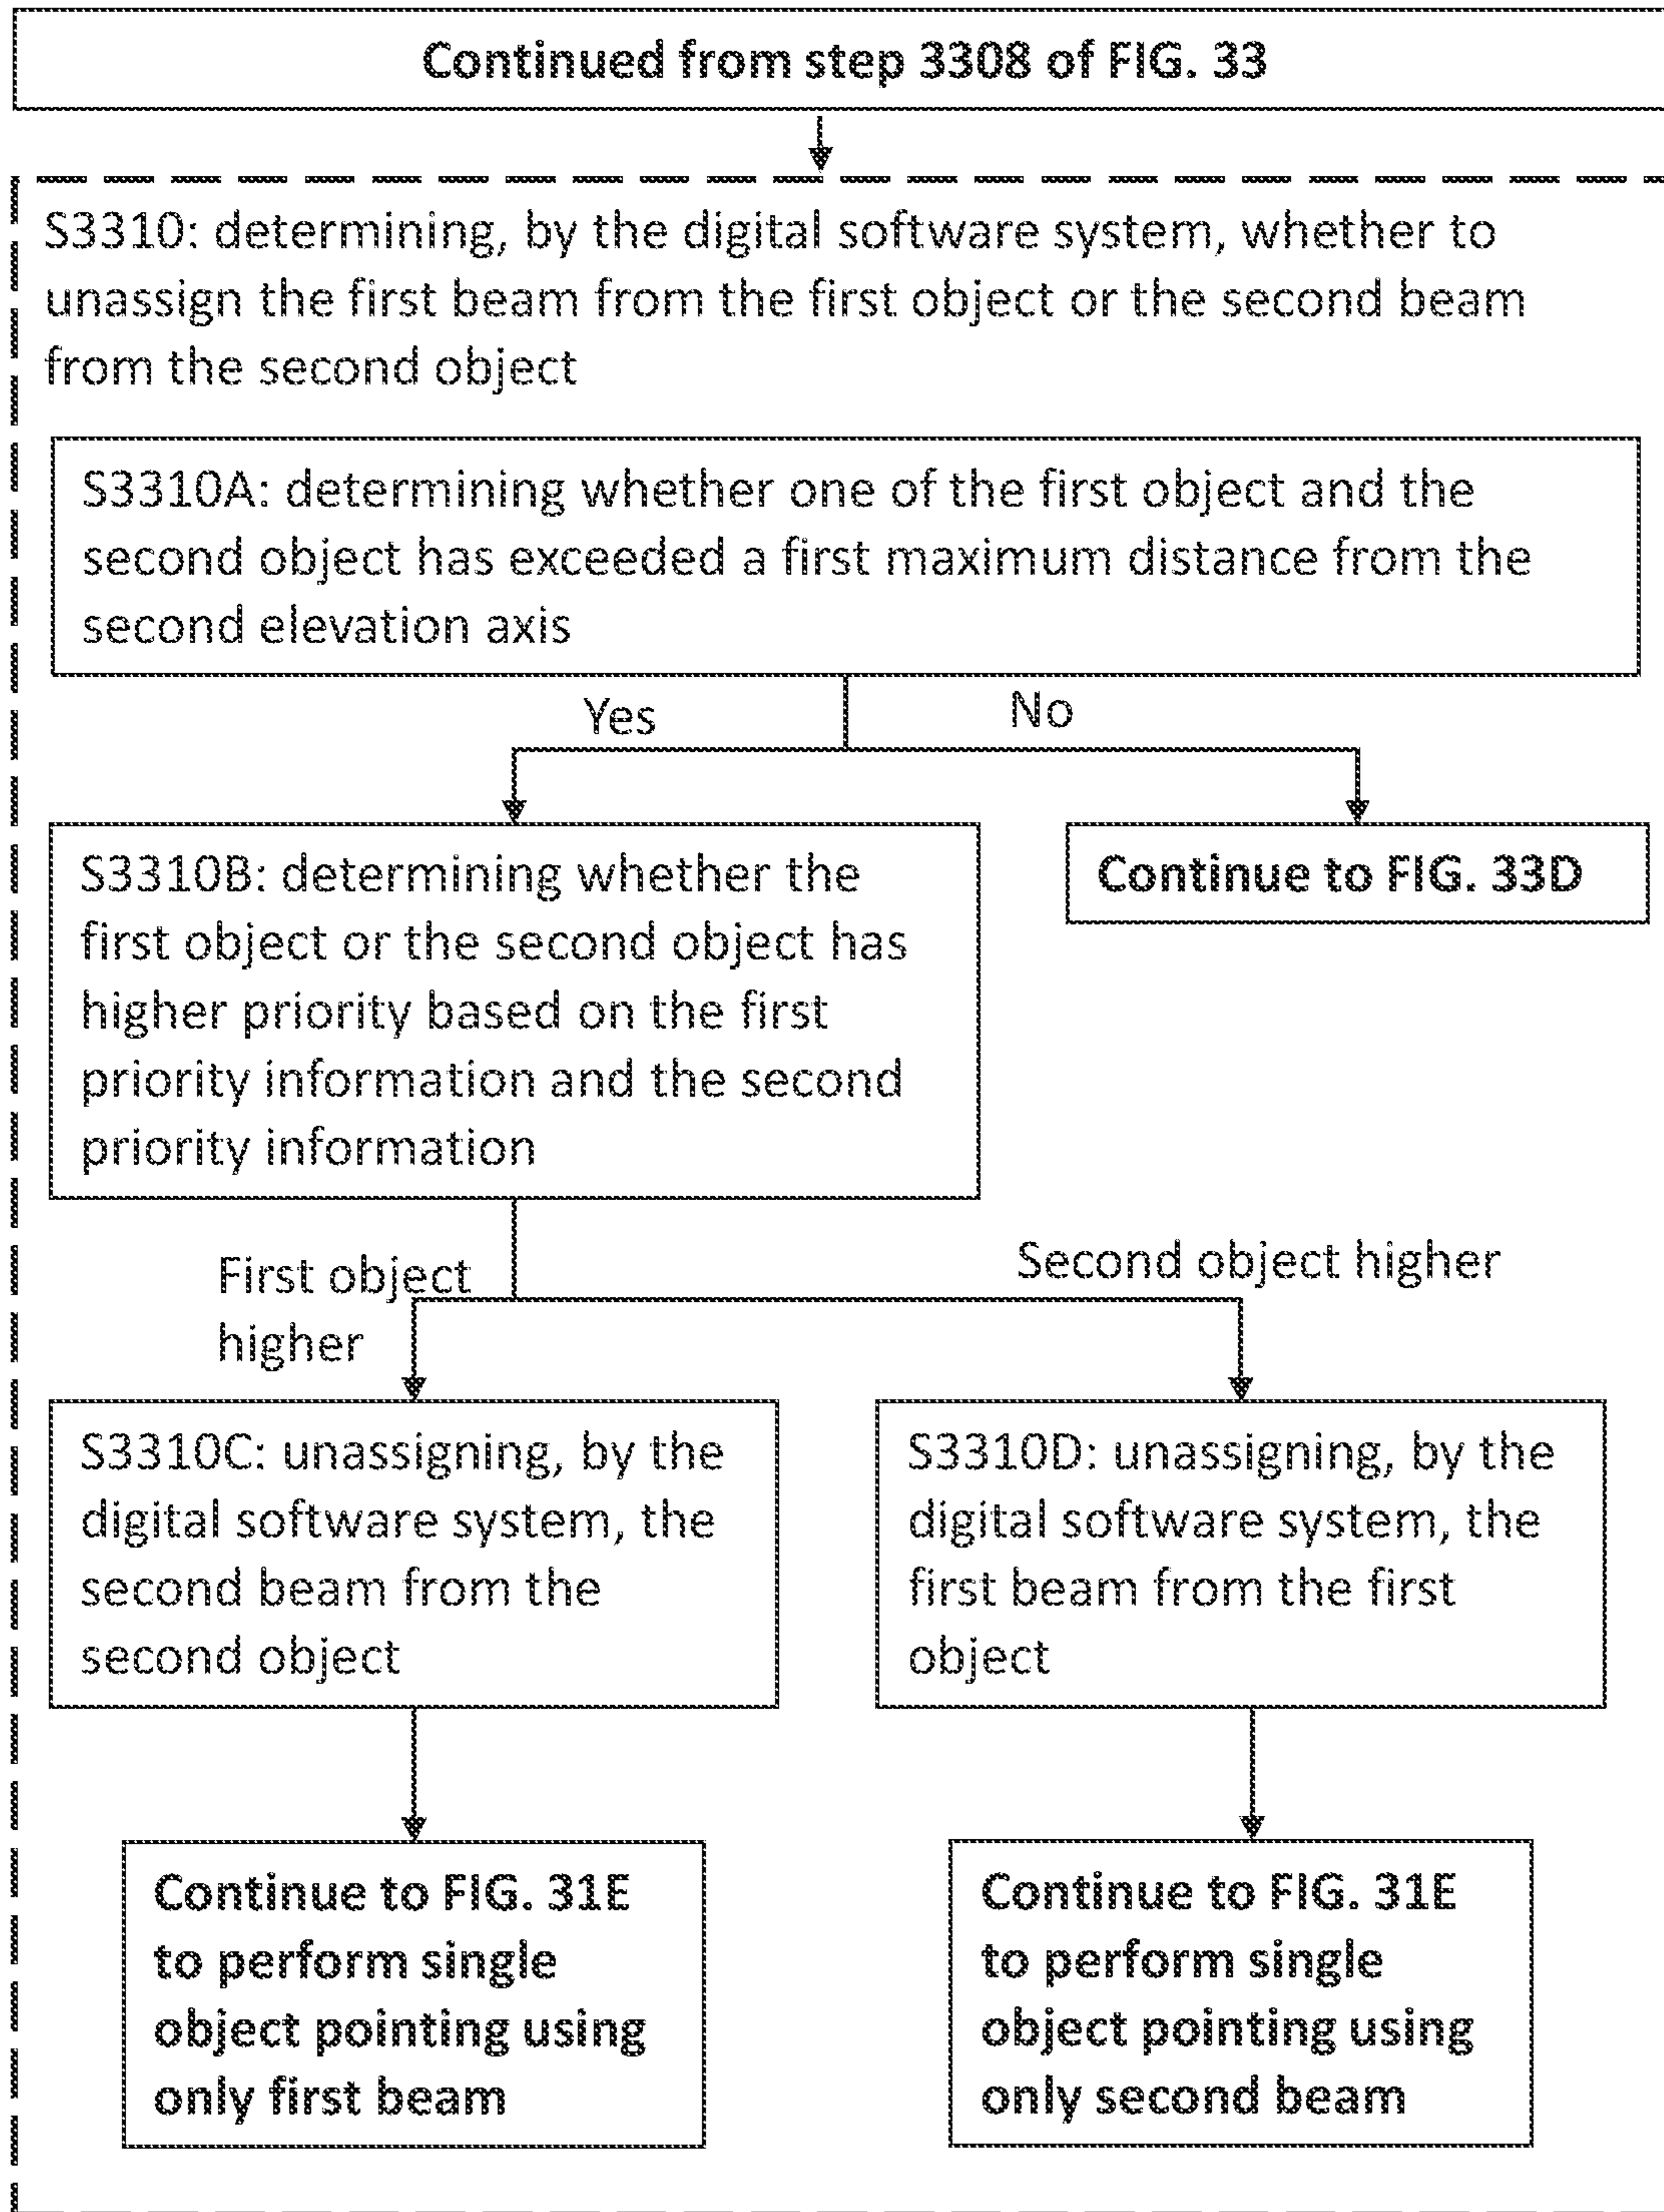 Continued from step 3308 of FIG. 33
S3310: determining, by the digital software system, whether to
unassign the first beam from the first object or the second beam
from the second object
S3310A: determining whether one of the first object and the
second object has exceeded a first maximum distance from the
second elevation axis
Yes
No
S3310B: determining whether the
first object or the second object has
higher priority based on the first
priority information and the second
priority information
Continue to FIG. 33D
First object
higher
Second object higher
S3310C: unassigning, by the
digital software system, the
second beam from the
second object
S3310D: unassigning, by the
digital software system, the
first beam from the first
object
Continue to FIG. 31E
to perform single
object pointing using
only first beam
Continue to FIG. 31E
to perform single
object pointing using
only second beam